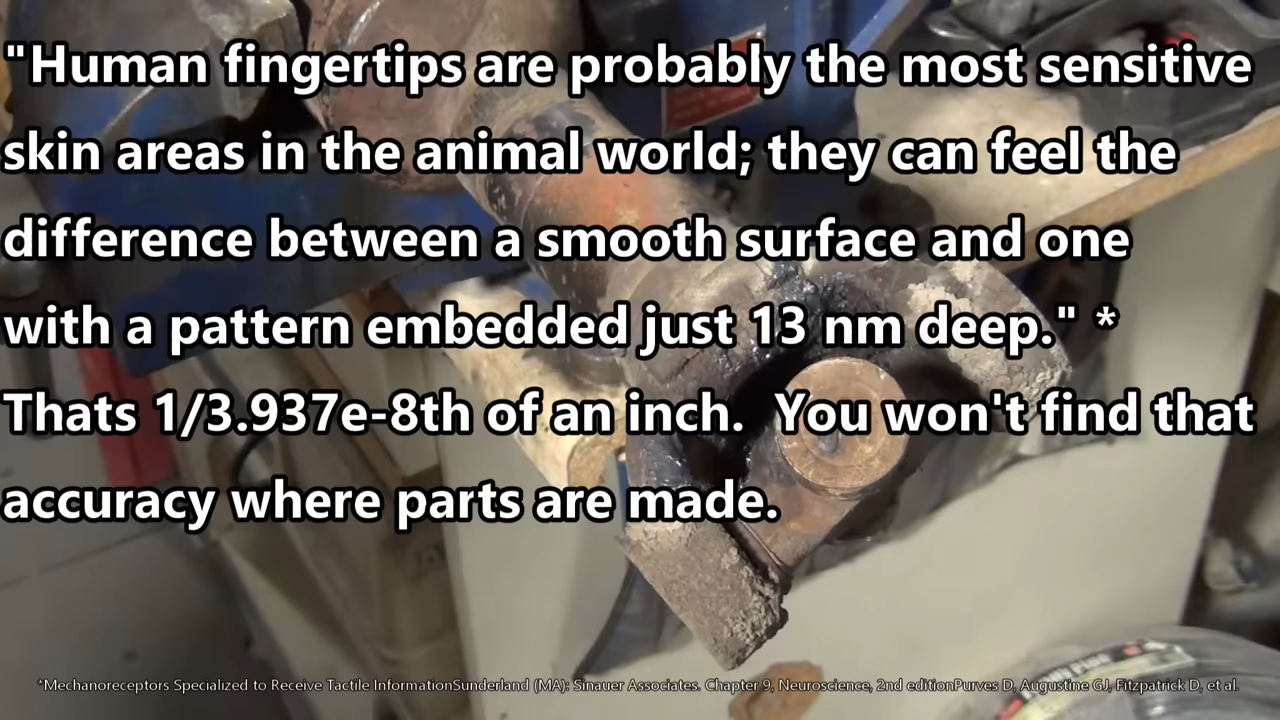 "Human fingertips are probably the most sensitive
skin areas in the animal world; they can feel the
difference between a smooth surface and one
with a pattern embedded just 13 nm deep." *
Thats 1/3.937e-8th of an inch.  You won't find that
accuracy where parts are made.
*Mechanoreceptors Specialized to Receive Tactile InformationSunderland (MA): Sinauer Associates. Chapter 9, Neuroscience, 2nd editionPurves D, Augustine GJ, Fitzpatrick D, et al.